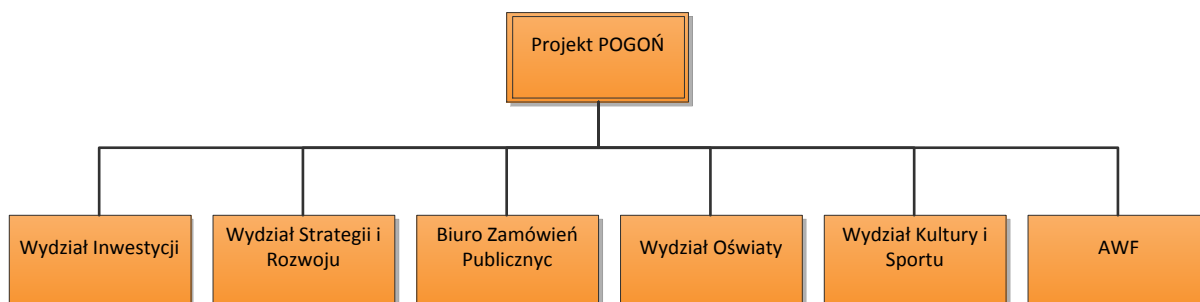 Projekt POGOŃ
Wydział Inwestycji
Wydział Strategii i
Rozwoju
Biuro Zamówień
Publicznyc
Wydział Oświaty
Wydział Kultury i
Sportu
AWF